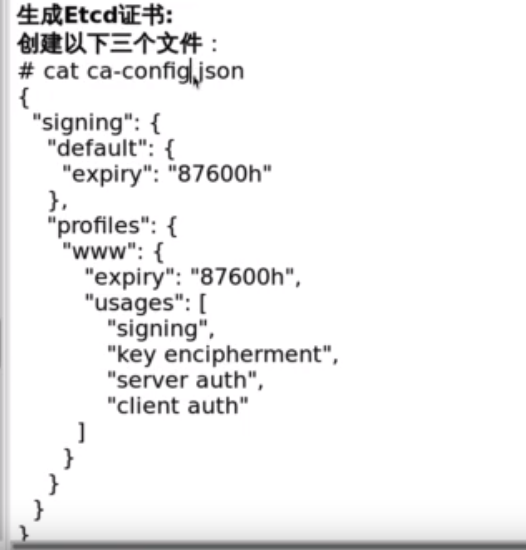 生成Etcd证书:
创建以下三个文件：
# cat ca-config.json
{
"signing": {
"default": {
"expiry": "87600h"
},
"profiles": {
"www": {
"expiry": "87600h",
"usages": [
"signing",
"key encipherment",
"server auth",
"client auth"
]
}
}
}
}